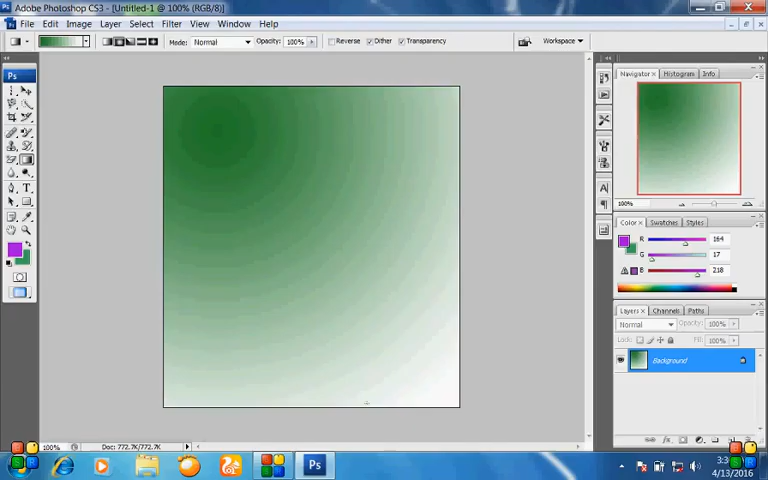 Adobe Photoshop CS3 - [Untitled-1 @ 100% (RGB/8)]
File Edit Image Layer Select Filter View Window Help
Mode: Normal Opacity: 100% Reverse Dither Transparency Workspace
Ps
Navigator Histogram Info
100%
Color Swatches Styles
R 164
G 17
B 218
Layers Channels Paths
Normal Opacity: 100%
Lock: Fill: 100%
Background
100% Doc: 772.7K/772.7K
Ps
4/13/2016